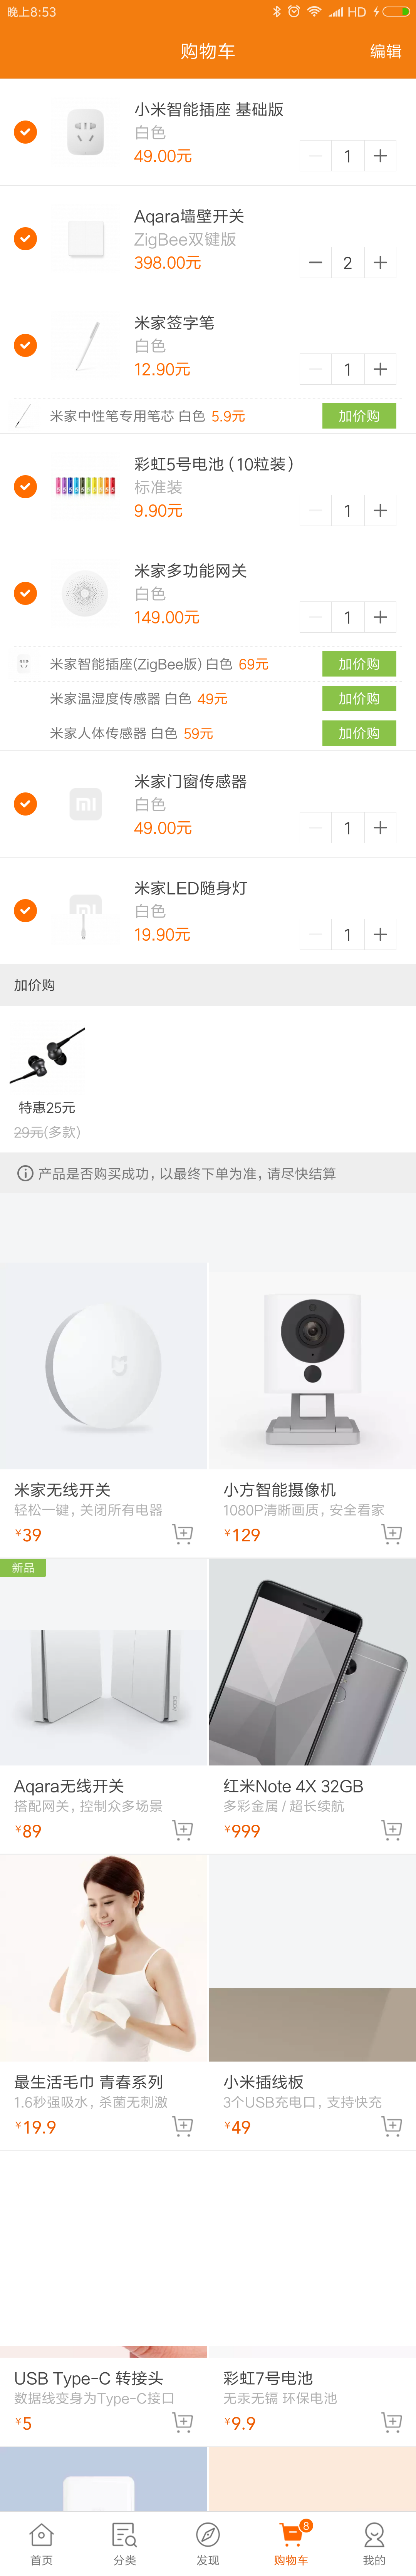 晚上8:53
HD
购物车
编辑
小米智能插座 基础版
白色
49.00元
1
Aqara墙壁开关
ZigBee双键版
398.00元
2
米家签字笔
白色
12.90元
1
米家中性笔专用笔芯 白色 5.9元
加价购
彩虹5号电池（10粒装）
标准装
9.90元
1
米家多功能网关
白色
149.00元
1
米家智能插座(ZigBee版) 白色 69元
加价购
米家温湿度传感器 白色 49元
加价购
米家人体传感器 白色 59元
加价购
米家门窗传感器
白色
49.00元
1
米家LED随身灯
白色
19.90元
1
加价购
特惠25元
29元(多款)
产品是否购买成功，以最终下单为准，请尽快结算
米家无线开关
轻松一键，关闭所有电器
¥39
小方智能摄像机
1080P清晰画质，安全看家
¥129
新品
Aqara无线开关
搭配网关，控制众多场景
¥89
红米Note 4X 32GB
多彩金属 / 超长续航
¥999
最生活毛巾 青春系列
1.6秒强吸水，杀菌无刺激
¥19.9
小米插线板
3个USB充电口，支持快充
¥49
USB Type-C 转接头
数据线变身为Type-C接口
¥5
彩虹7号电池
无汞无镉 环保电池
¥9.9
首页
分类
发现
8
购物车
我的